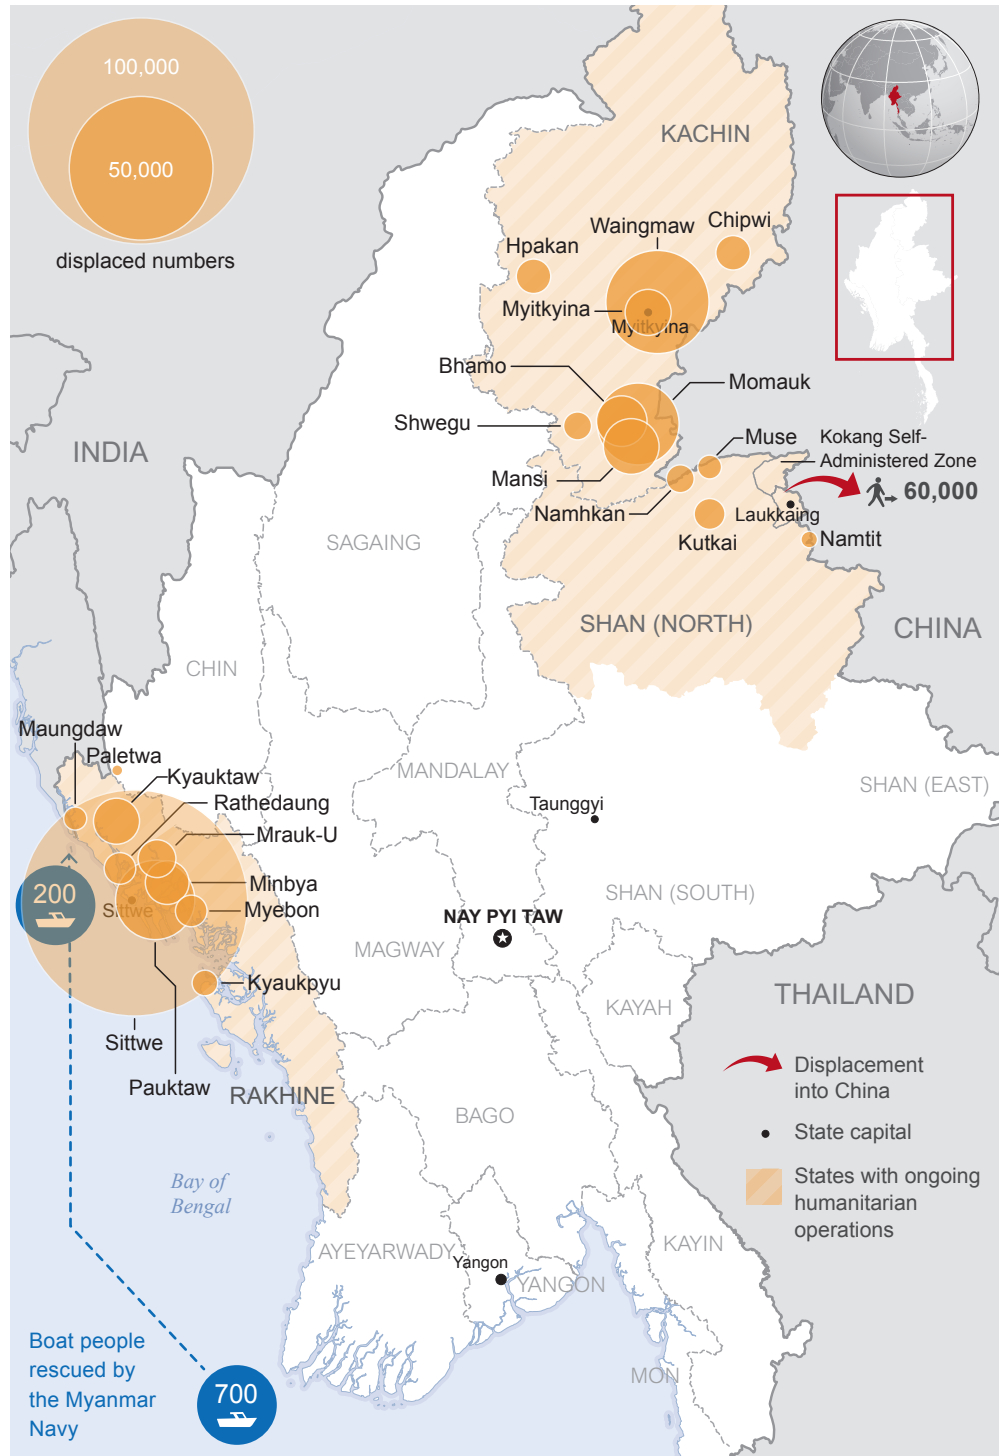 100,000
50,000
displaced numbers
KACHIN
Waingmaw
Chipwi
Hpakan
Myitkyina
Myitkyina
Bhamo
Momauk
Shwegu
Muse
Kokang Self-
Administered Zone
INDIA
Mansi
60,000
Namhkan
Laukkaing
Kutkai
Namtit
SAGAING
SHAN (NORTH)
CHINA
CHIN
Maungdaw
Paletwa
Kyauktaw
MANDALAY
SHAN (EAST)
Rathedaung
Taunggyi
Mrauk-U
Minbya
200
SHAN (SOUTH)
Sittwe
Myebon
NAY PYI TAW
MAGWAY
Kyaukpyu
THAILAND
KAYAH
Sittwe
Displacement
into China
Pauktaw
RAKHINE
BAGO
State capital
Bay of
Bengal
States with ongoing
humanitarian
operations
AYEYARWADY
KAYIN
Yangon
YANGON
Boat people
rescued by
the Myanmar
Navy
MON
700